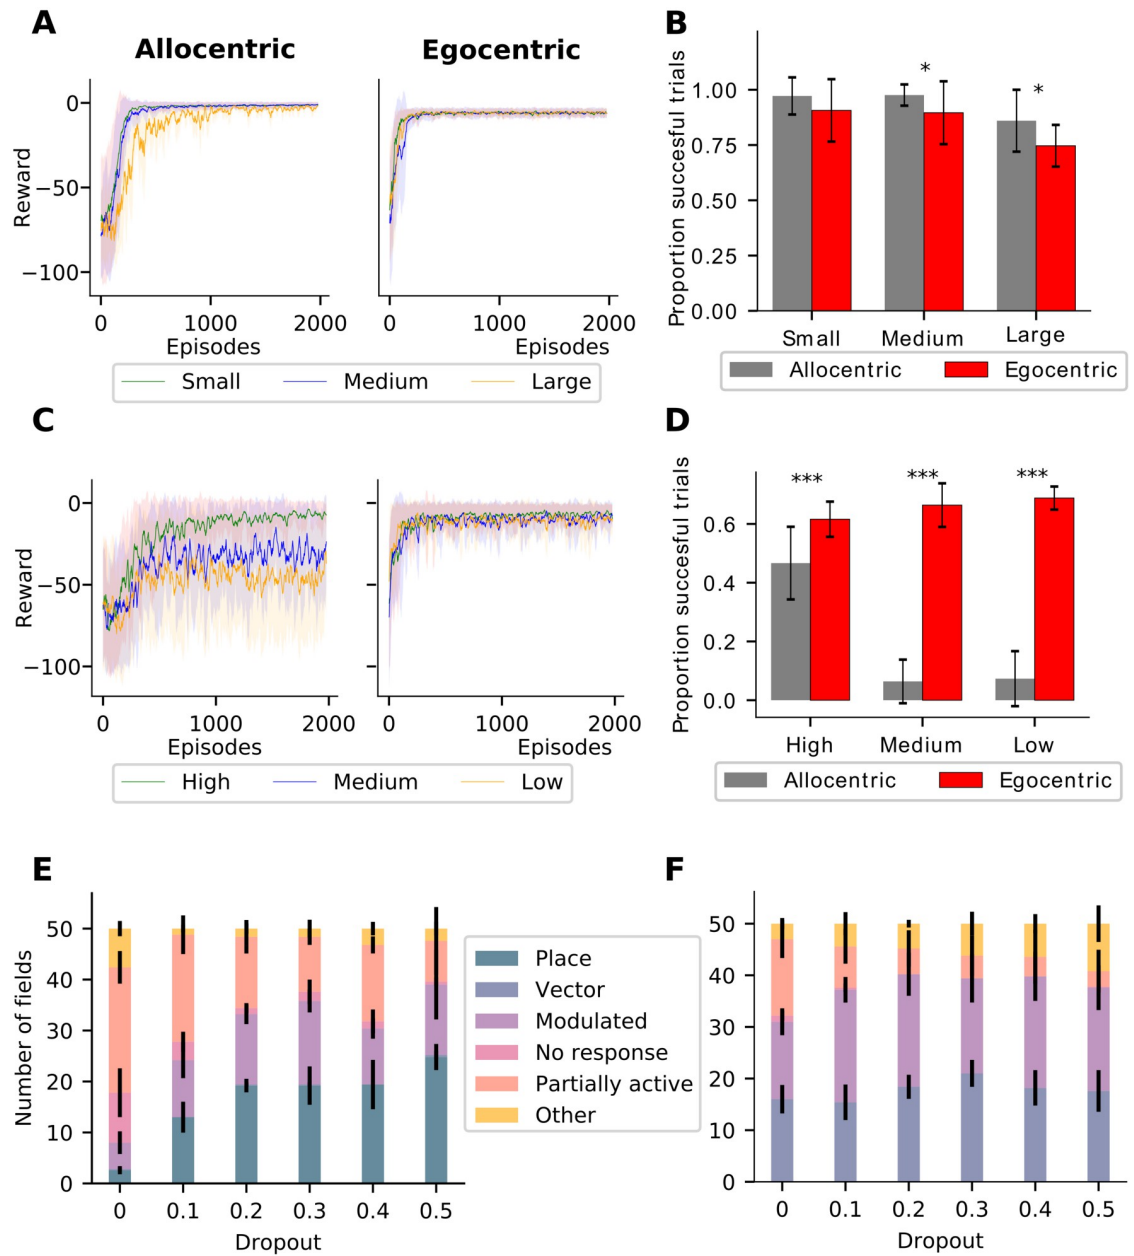 A
Allocentric
Egocentric
0
−50
−100
Reward
0 1000 2000
Episodes
0 1000 2000
Episodes
Small Medium Large
B
Proportion succesful trials
1.00
0.75
0.50
0.25
0.00
*
*
Small Medium Large
Allocentric Egocentric
C
0
−50
−100
Reward
0 1000 2000
Episodes
0 1000 2000
Episodes
High Medium Low
D
Proportion succesful trials
0.6
0.4
0.2
0.0
*** *** ***
High Medium Low
Allocentric Egocentric
E
Number of fields
50
40
30
20
10
0
0 0.1 0.2 0.3 0.4 0.5
Dropout
Place
Vector
Modulated
No response
Partially active
Other
F
50
40
30
20
10
0
0 0.1 0.2 0.3 0.4 0.5
Dropout